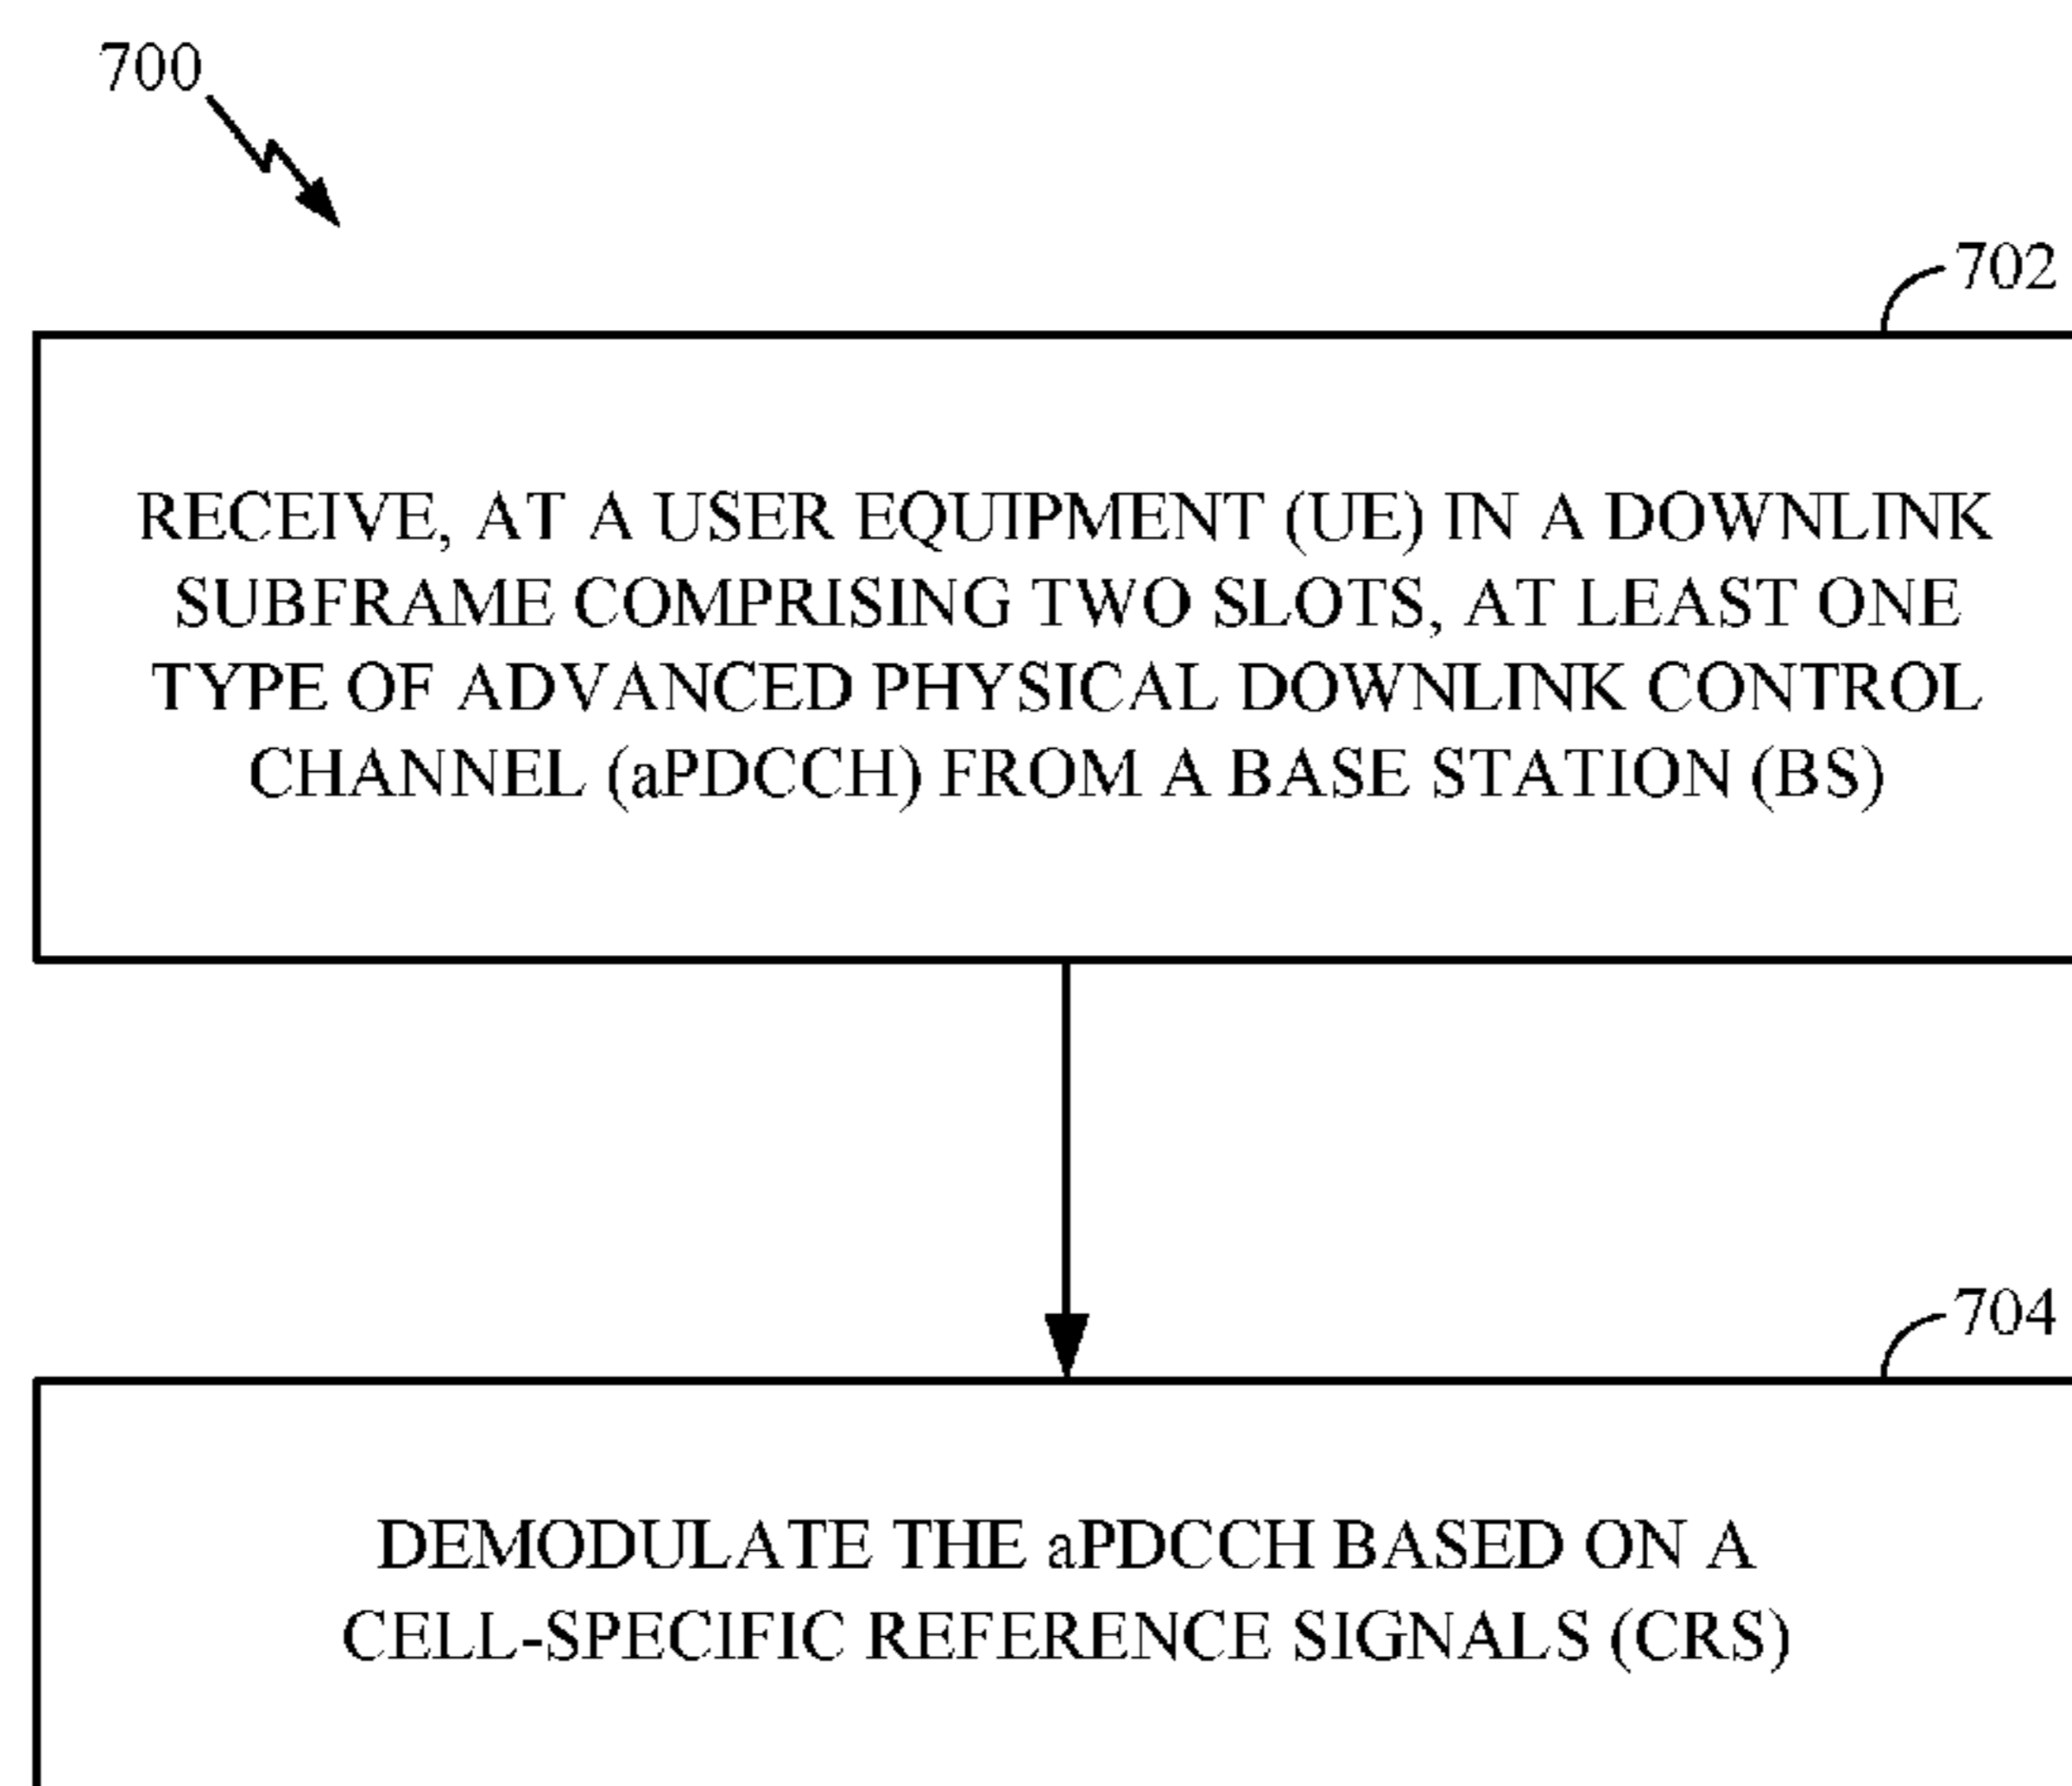 700
702
RECEIVE, AT A USER EQUIPMENT (UE) IN A DOWNLINK
SUBFRAME COMPRISING TWO SLOTS, AT LEAST ONE
TYPE OF ADVANCED PHYSICAL DOWNLINK CONTROL
CHANNEL (aPDCCH) FROM A BASE STATION (BS)
704
DEMODULATE THE aPDCCH BASED ON A
CELL-SPECIFIC REFERENCE SIGNALS (CRS)